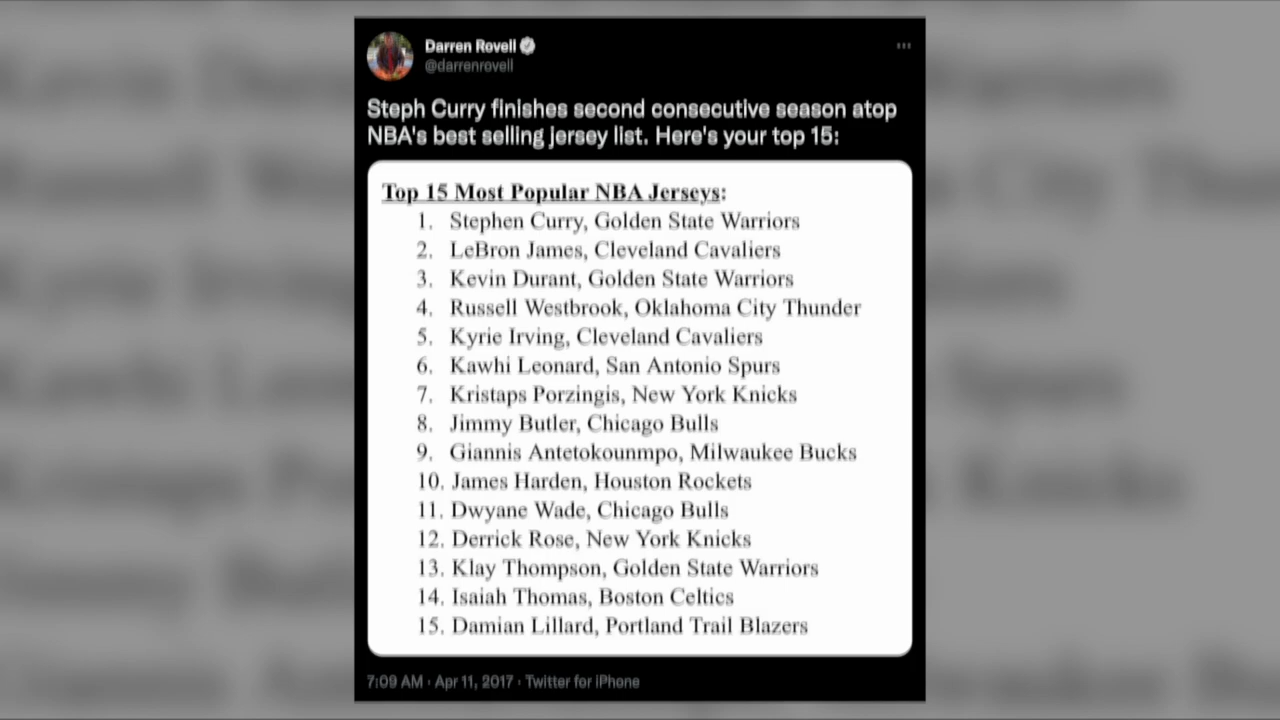 Darren Rovell
@darrenrovell
Steph Curry finishes second consecutive season atop
NBA's best selling jersey list. Here's your top 15:
Top 15 Most Popular NBA Jerseys:
1. Stephen Curry, Golden State Warriors
2. LeBron James, Cleveland Cavaliers
3. Kevin Durant, Golden State Warriors
4. Russell Westbrook, Oklahoma City Thunder
5. Kyrie Irving, Cleveland Cavaliers
6. Kawhi Leonard, San Antonio Spurs
7. Kristaps Porzingis, New York Knicks
8. Jimmy Butler, Chicago Bulls
9. Giannis Antetokounmpo, Milwaukee Bucks
10. James Harden, Houston Rockets
11. Dwyane Wade, Chicago Bulls
12. Derrick Rose, New York Knicks
13. Klay Thompson, Golden State Warriors
14. Isaiah Thomas, Boston Celtics
15. Damian Lillard, Portland Trail Blazers
7:09 AM · Apr 11, 2017 · Twitter for iPhone